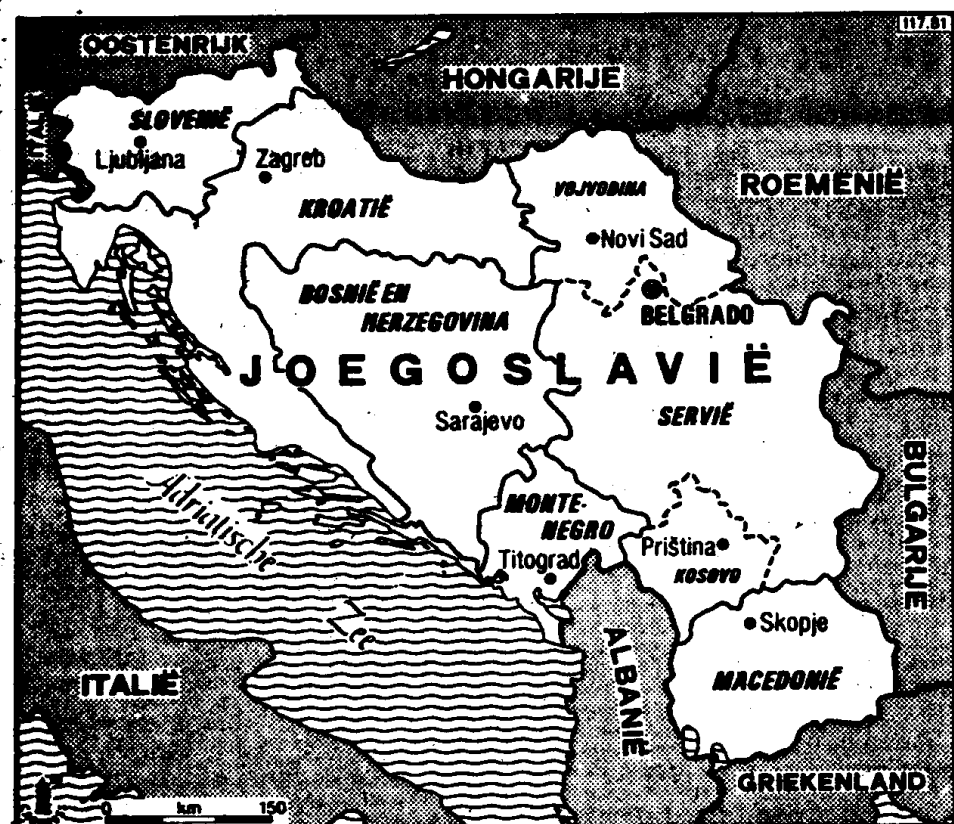 117.81
OOSTENRIJK
HONGARIJE
ITALIË
SLOVENIË
Ljubljana
Zagreb
VOJVODINA
ROEMENIË
KROATIË
Novi Sad
BOSNIË EN
HERZEGOVINA
BELGRADO
JOEGOSLAVIË
Sarajevo
SERVIË
BULGARIJE
Adriatische
Zee
MONTE-
NEGRO
Titograd
Priština
KOSOVO
Skopje
ALBANIË
ITALIË
MACEDONIË
GRIEKENLAND
0 km 150